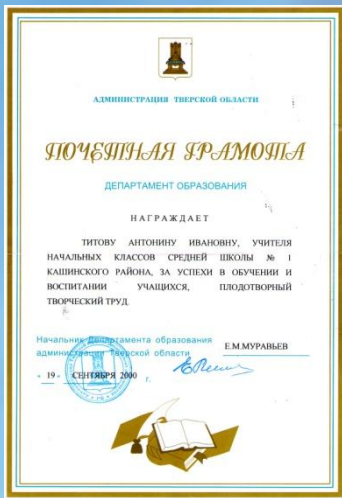 АДМИНИСТРАЦИЯ ТВЕРСКОЙ ОБЛАСТИ
ПОЧЕТНАЯ ГРАМОТА
ДЕПАРТАМЕНТ ОБРАЗОВАНИЯ
НАГРАЖДАЕТ
ТИТОВУ АНТОНИНУ ИВАНОВНУ, УЧИТЕЛЯ
НАЧАЛЬНЫХ КЛАССОВ СРЕДНЕЙ ШКОЛЫ № 1
КАШИНСКОГО РАЙОНА, ЗА УСПЕХИ В ОБУЧЕНИИ И
ВОСПИТАНИИ УЧАЩИХСЯ, ПЛОДОТВОРНЫЙ
ТВОРЧЕСКИЙ ТРУД.
Начальник Департамента образования
администрации Тверской области
Е.М.МУРАВЬЕВ
« 19 » СЕНТЯБРЯ 2000 г.